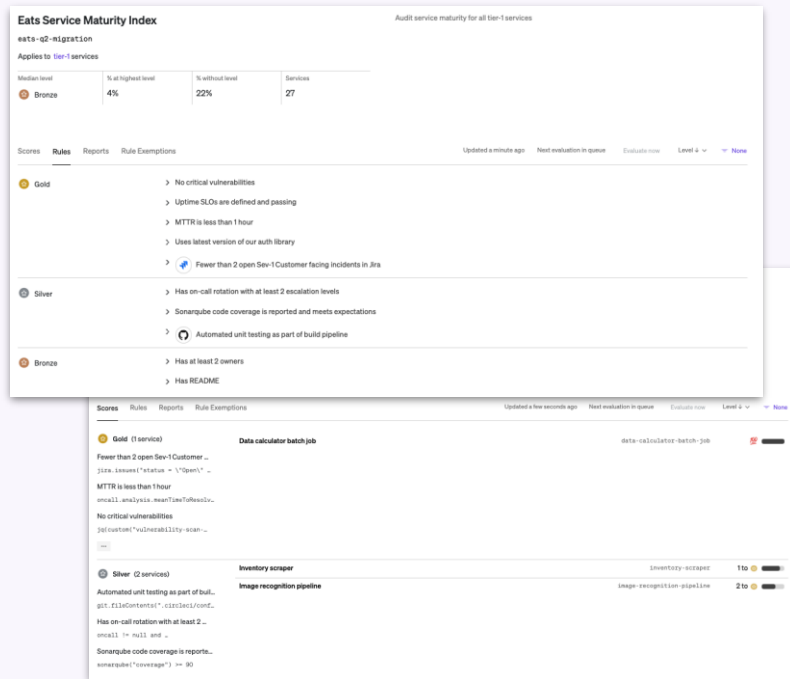 Eats Service Maturity Index
Audit service maturity for all tier-1 services
eats-q2-migration
Applies to tier-1 services
Median level % at highest level % without level Services
Bronze 4% 22% 27
Scores Rules Reports Rule Exemptions Updated a minute ago Next evaluation in queue Evaluate now Level ↓ None
Gold
No critical vulnerabilities
Uptime SLOs are defined and passing
MTTR is less than 1 hour
Uses latest version of our auth library
Fewer than 2 open Sev-1 Customer facing incidents in Jira
Silver
Has on-call rotation with at least 2 escalation levels
Sonarqube code coverage is reported and meets expectations
Automated unit testing as part of build pipeline
Bronze
Has at least 2 owners
Has README
Scores Rules Reports Rule Exemptions Updated a few seconds ago Next evaluation in queue Evaluate now Level ↓ None
Gold (1 service) Data calculator batch job data-calculator-batch-job 💯
Fewer than 2 open Sev-1 Customer ...
jira.issues("status = \"Open\" …
MTTR is less than 1 hour
oncall.analysis.meanTimeToResolv…
No critical vulnerabilities
jq(custom("vulnerability-scan-…
...
Silver (2 services) Inventory scraper inventory-scraper 1 to
Image recognition pipeline image-recognition-pipeline 2 to
Automated unit testing as part of buil...
git.fileContents(".circleci/conf…
Has on-call rotation with at least 2 ...
oncall != null and …
Sonarqube code coverage is reporte...
sonarqube("coverage") >= 90